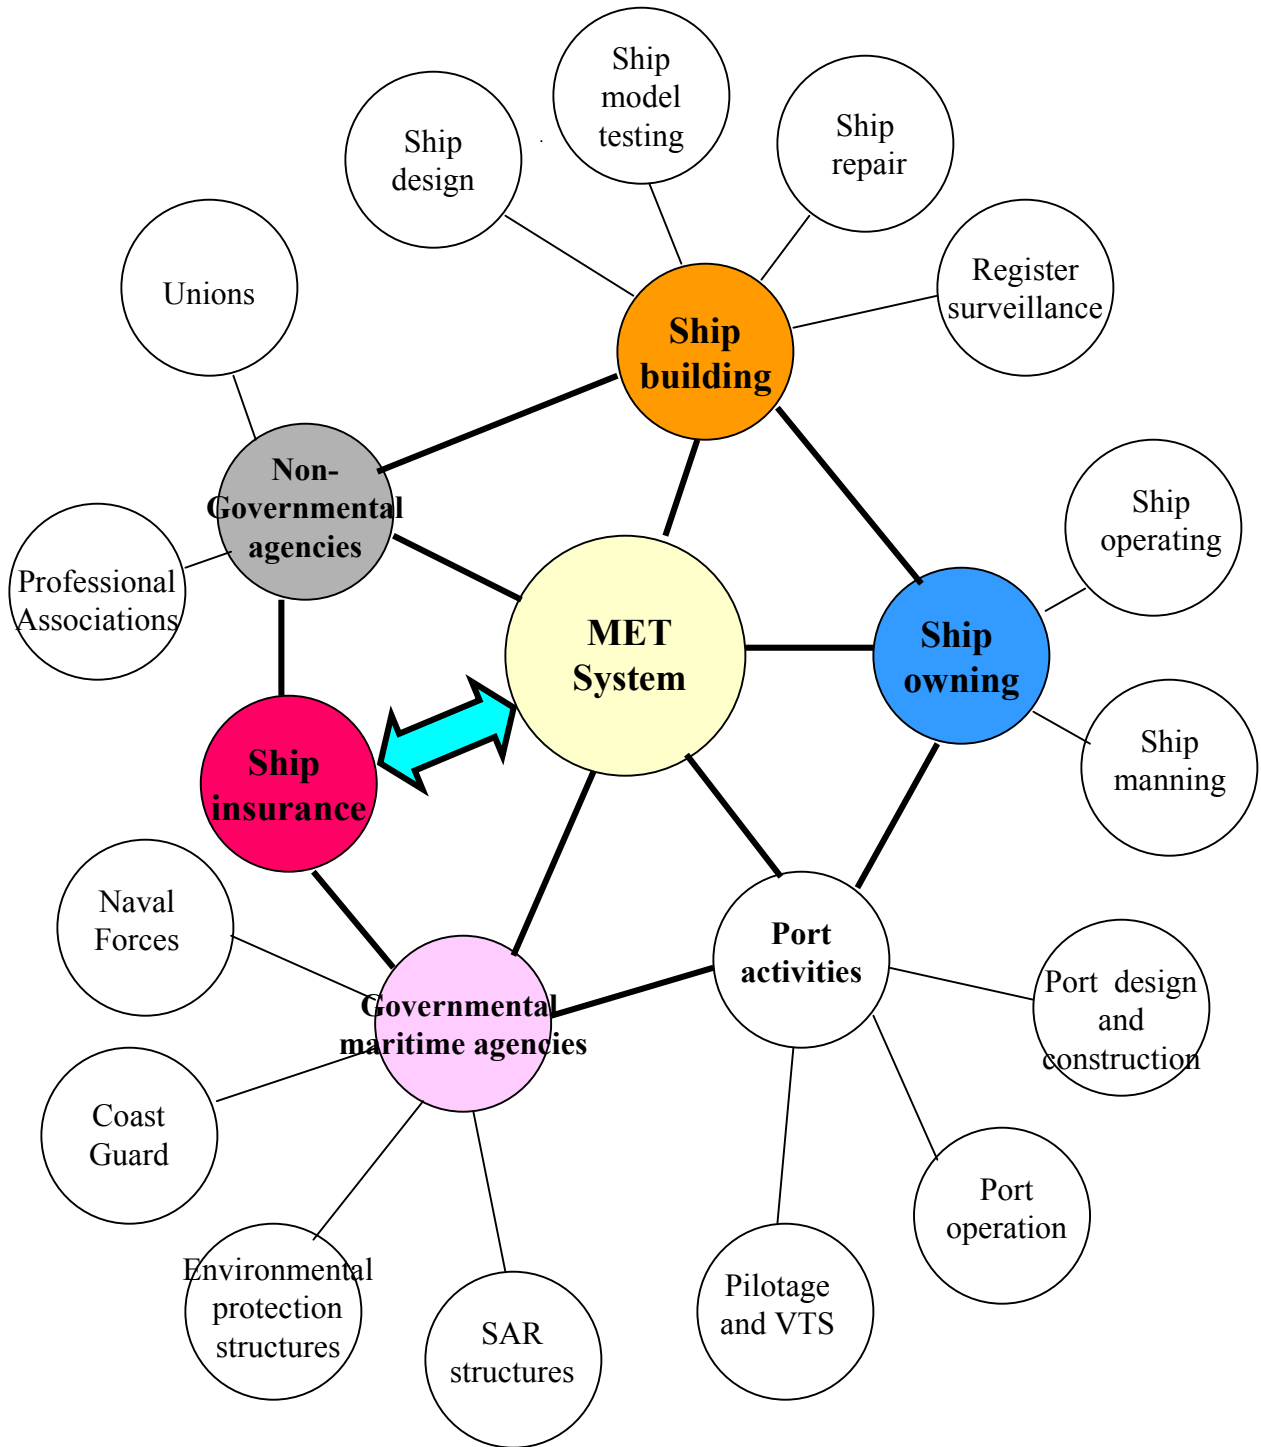 Ship
model
testing
Ship
design
Ship
repair
Register
surveillance
Unions
Ship
building
Non-
Governmental
agencies
Ship
operating
Professional
Associations
MET
System
Ship
owning
Ship
manning
Ship
insurance
Naval
Forces
Port
activities
Governmental
maritime agencies
Port design
and
construction
Coast
Guard
Port
operation
Environmental
protection
structures
Pilotage
and VTS
SAR
structures